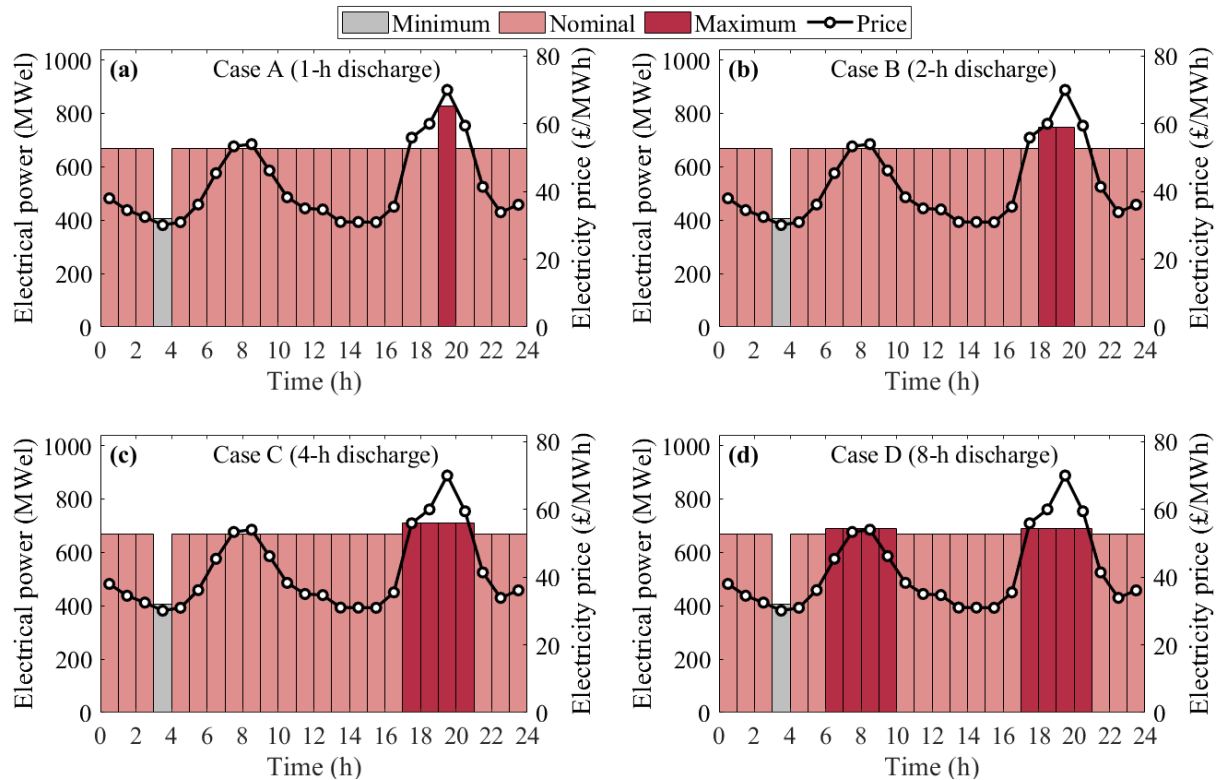 Minimum Nominal Maximum Price
(a) Case A (1-h discharge)
Electrical power (MWel)
1000
800
600
400
200
0
80
60
40
20
0
Electricity price (£/MWh)
0 2 4 6 8 10 12 14 16 18 20 22 24
Time (h)
(b) Case B (2-h discharge)
Electrical power (MWel)
1000
800
600
400
200
0
80
60
40
20
0
Electricity price (£/MWh)
0 2 4 6 8 10 12 14 16 18 20 22 24
Time (h)
(c) Case C (4-h discharge)
Electrical power (MWel)
1000
800
600
400
200
0
80
60
40
20
0
Electricity price (£/MWh)
0 2 4 6 8 10 12 14 16 18 20 22 24
Time (h)
(d) Case D (8-h discharge)
Electrical power (MWel)
1000
800
600
400
200
0
80
60
40
20
0
Electricity price (£/MWh)
0 2 4 6 8 10 12 14 16 18 20 22 24
Time (h)